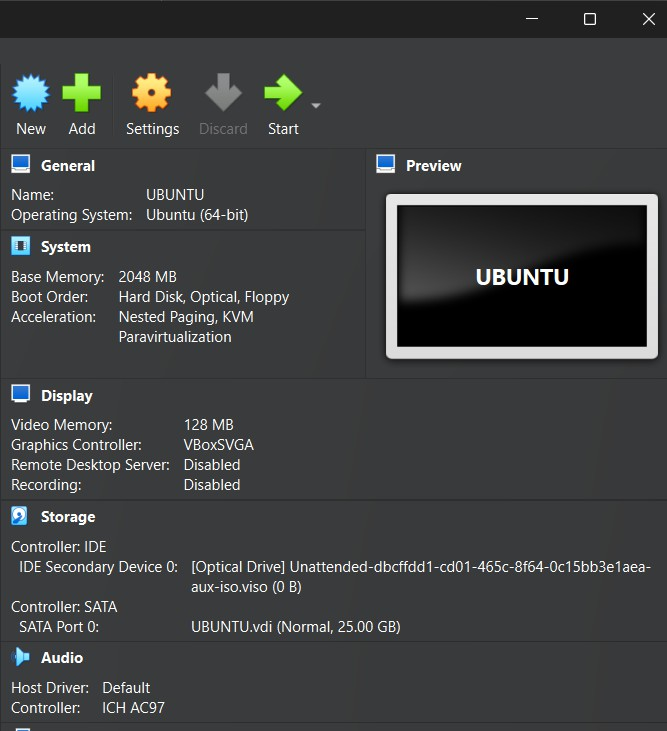 New Add Settings Discard Start
General
Name: UBUNTU
Operating System: Ubuntu (64-bit)
Preview
UBUNTU
System
Base Memory: 2048 MB
Boot Order: Hard Disk, Optical, Floppy
Acceleration: Nested Paging, KVM
Paravirtualization
Display
Video Memory: 128 MB
Graphics Controller: VBoxSVGA
Remote Desktop Server: Disabled
Recording: Disabled
Storage
Controller: IDE
IDE Secondary Device 0: [Optical Drive] Unattended-dbcffdd1-cd01-465c-8f64-0c15bb3e1aea-
aux-iso.viso (0 B)
Controller: SATA
SATA Port 0: UBUNTU.vdi (Normal, 25.00 GB)
Audio
Host Driver: Default
Controller: ICH AC97